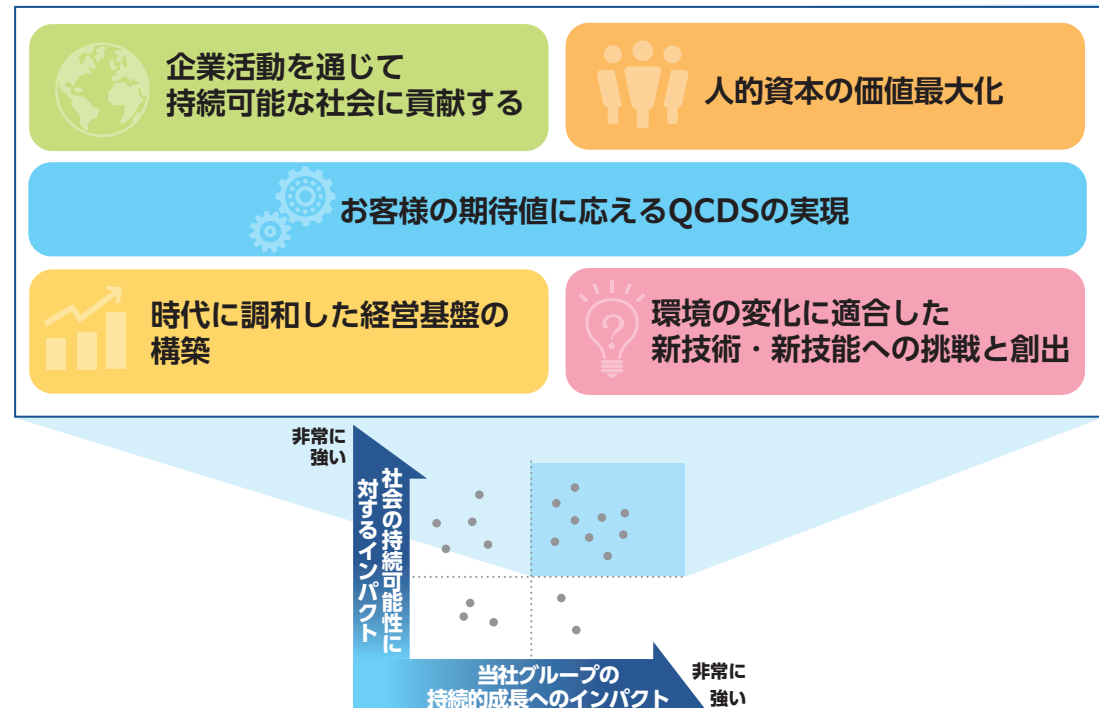 企業活動を通じて
持続可能な社会に貢献する
人的資本の価値最大化
お客様の期待値に応えるQCDSの実現
時代に調和した経営基盤の
構築
環境の変化に適合した
新技術・新技能への挑戦と創出
?
非常に
強い
社会の持続可能性に
対するインパクト
当社グループの
持続的成長へのインパクト
非常に
強い